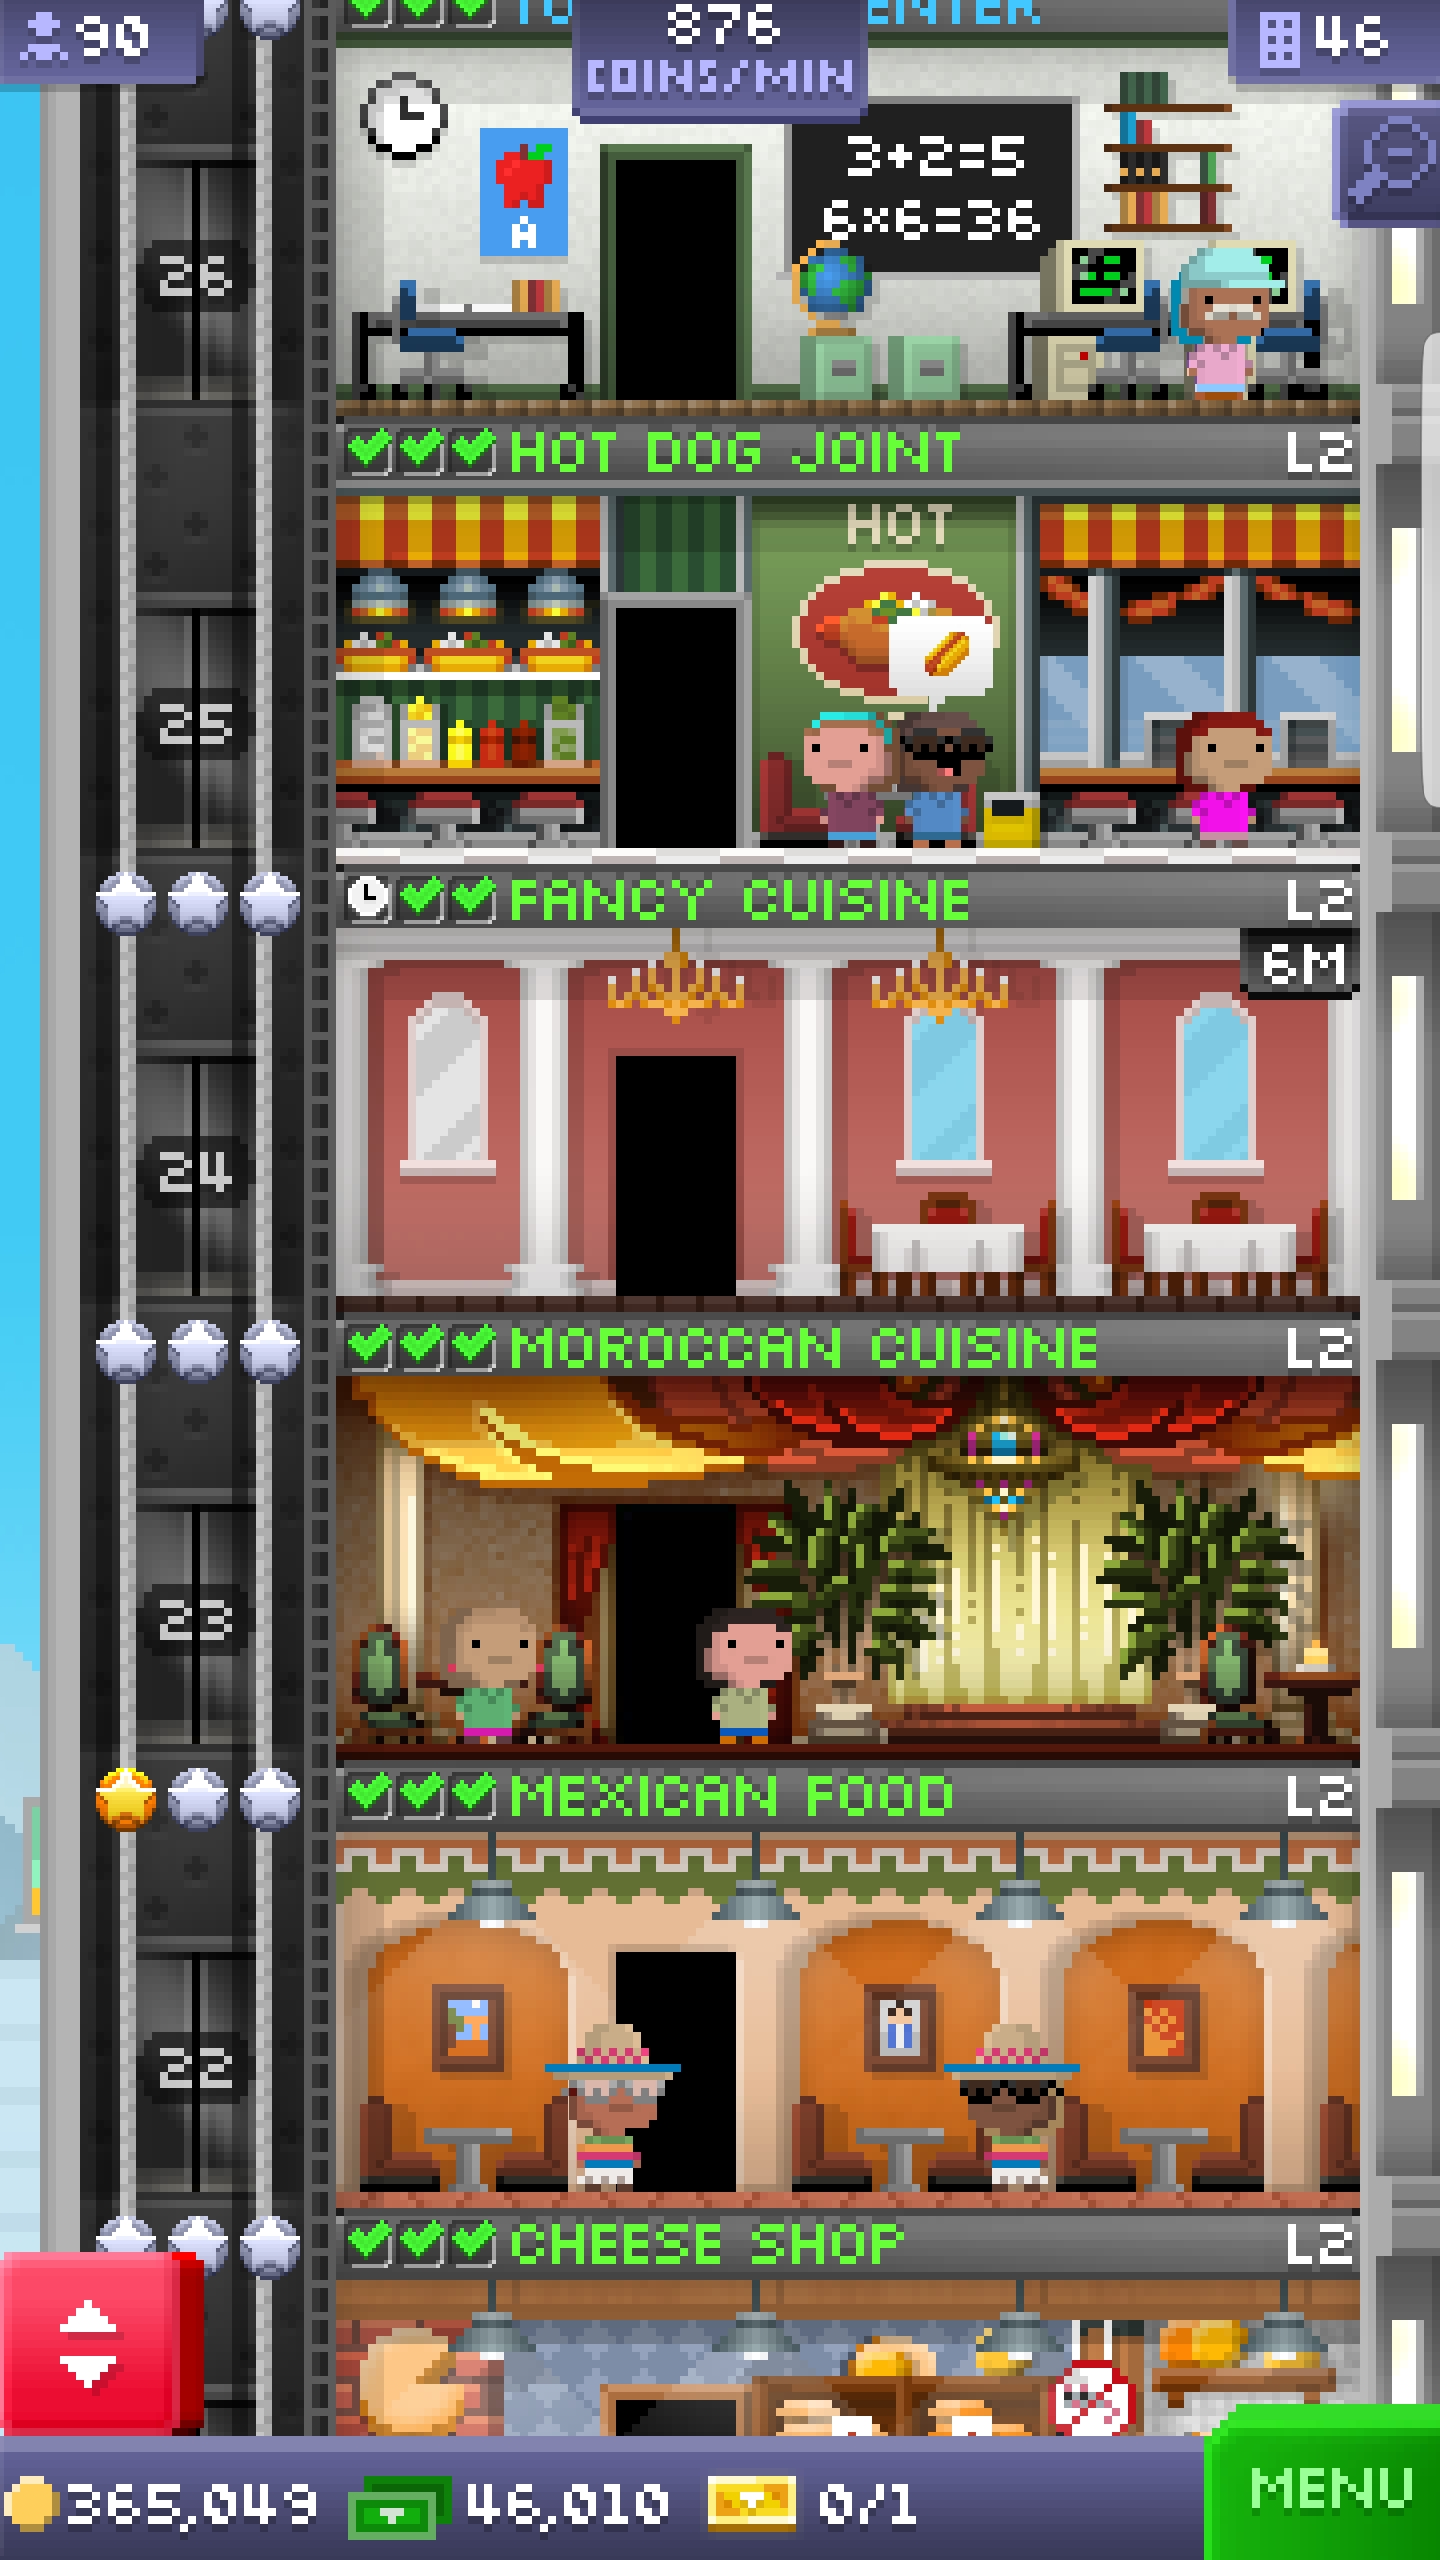 90
876
COINS/MIN
46
3+2=5
6×6=36
A
26
HOT DOG JOINT L2
HOT
25
FANCY CUISINE L2
6M
24
MOROCCAN CUISINE L2
23
MEXICAN FOOD L2
22
CHEESE SHOP L2
365,049 46,010 0/1 MENU